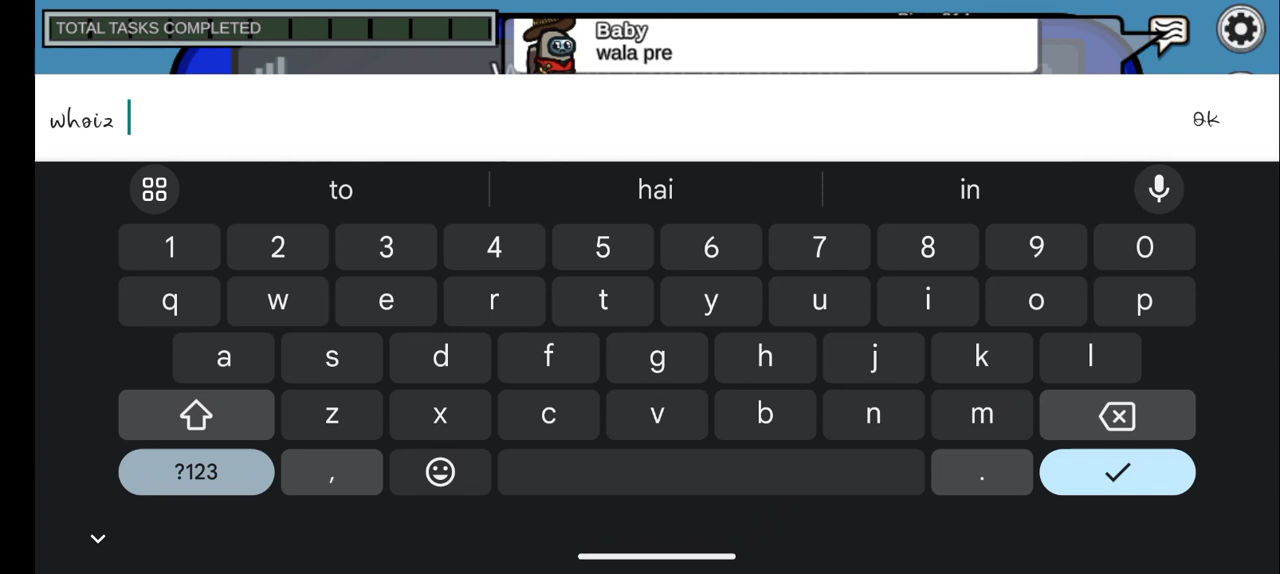 TOTAL TASKS COMPLETED
Baby
wala pre
whoiz
OK
to hai in
1 2 3 4 5 6 7 8 9 0
q w e r t y u i o p
a s d f g h j k l
z x c v b n m
?123 , .